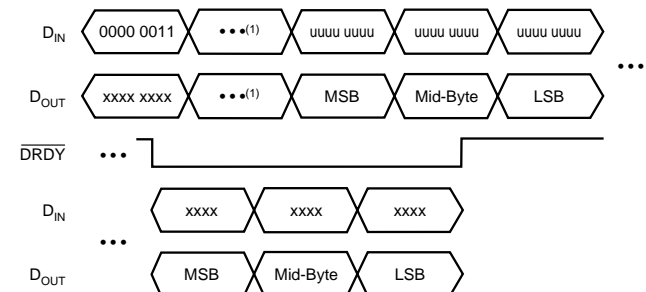 DIN 0000 0011 •••(1) uuuu uuuu uuuu uuuu uuuu uuuu
•••
DOUT xxxx xxxx •••(1) MSB Mid-Byte LSB
DRDY •••
DIN xxxx xxxx xxxx
•••
DOUT MSB Mid-Byte LSB